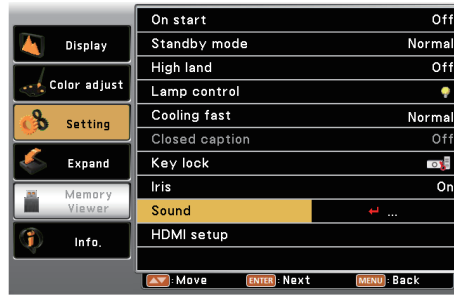 Display
Color adjust
Setting
Expand
Memory
Viewer
Info.
On start Off
Standby mode Normal
High land Off
Lamp control
Cooling fast Normal
Closed caption Off
Key lock
Iris On
Sound ...
HDMI setup
:Move ENTER :Next MENU :Back